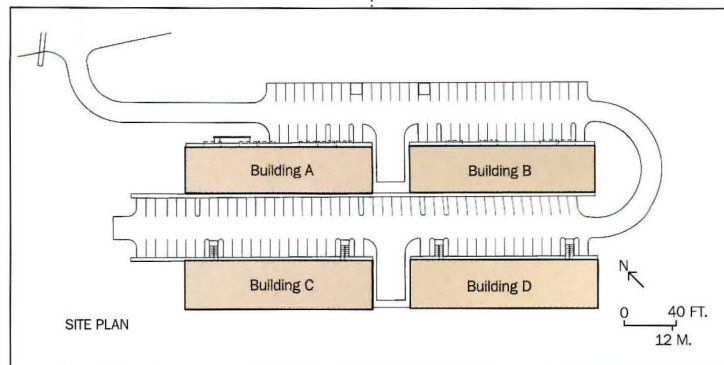 Building A
Building B
Building C
Building D
N
SITE PLAN
0 40 FT.
12 M.